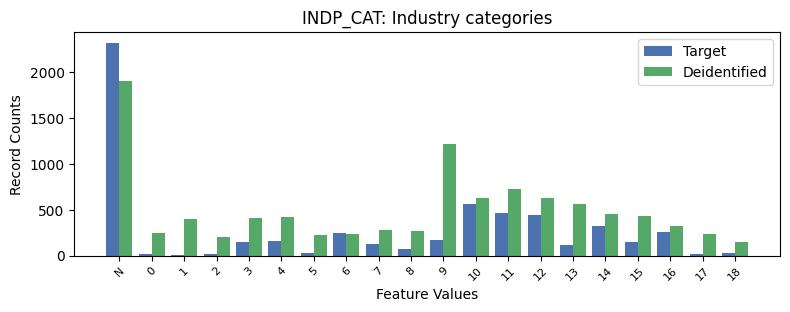 INDP_CAT: Industry categories
Target
Deidentified
Record Counts
2000
1500
1000
500
0
N 0 1 2 3 4 5 6 7 8 9 10 11 12 13 14 15 16 17 18
Feature Values